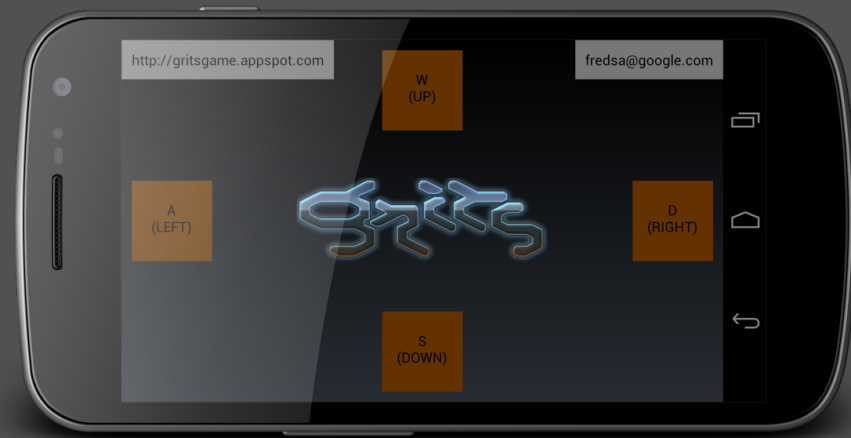 http://gritsgame.appspot.com
fredsa@google.com
W
(UP)
A
(LEFT)
grits
D
(RIGHT)
S
(DOWN)